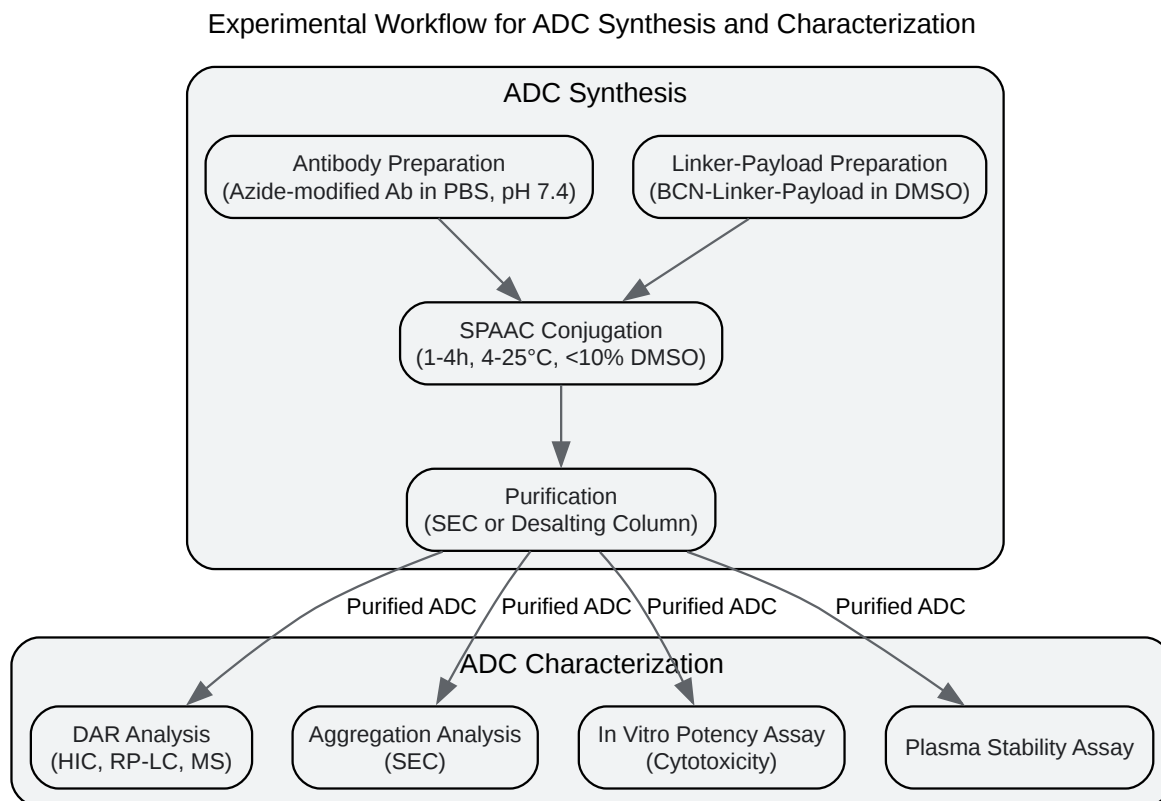 Experimental Workflow for ADC Synthesis and Characterization
ADC Synthesis
Antibody Preparation
(Azide-modified Ab in PBS, pH 7.4)
Linker-Payload Preparation
(BCN-Linker-Payload in DMSO)
SPAAC Conjugation
(1-4h, 4-25°C, <10% DMSO)
Purification
(SEC or Desalting Column)
Purified ADC
Purified ADC
Purified ADC
Purified ADC
ADC Characterization
DAR Analysis
(HIC, RP-LC, MS)
Aggregation Analysis
(SEC)
In Vitro Potency Assay
(Cytotoxicity)
Plasma Stability Assay